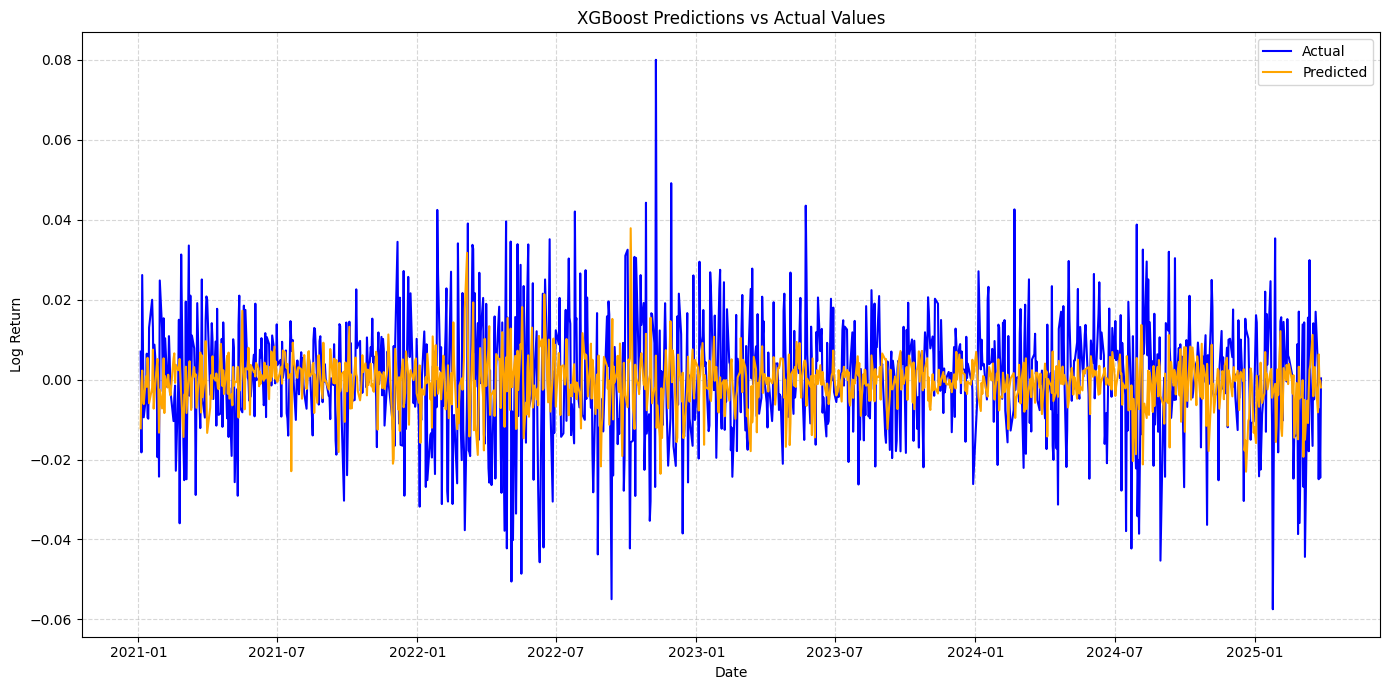 XGBoost Predictions vs Actual Values
Actual
Predicted
Log Return
0.08
0.06
0.04
0.02
0.00
−0.02
−0.04
−0.06
2021-01 2021-07 2022-01 2022-07 2023-01 2023-07 2024-01 2024-07 2025-01
Date